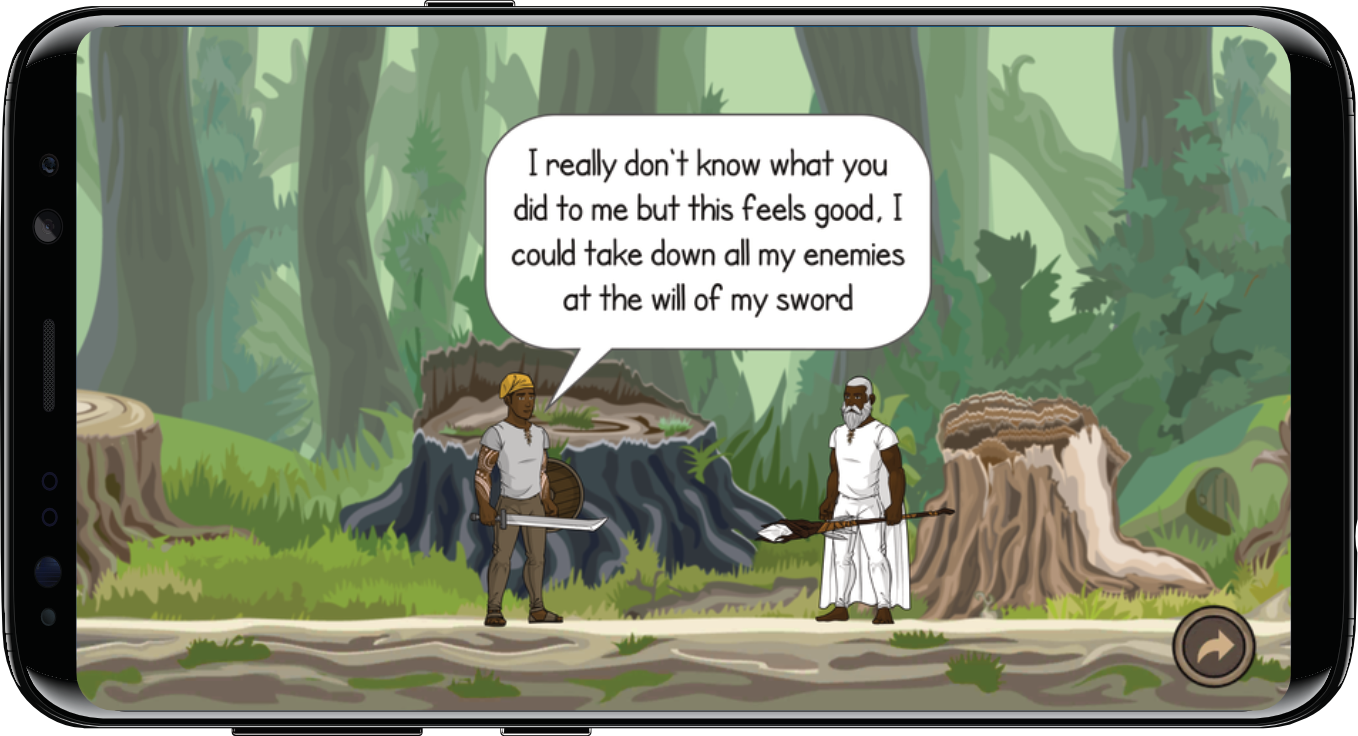 I really don`t know what you
did to me but this feels good, I
could take down all my enemies
at the will of my sword